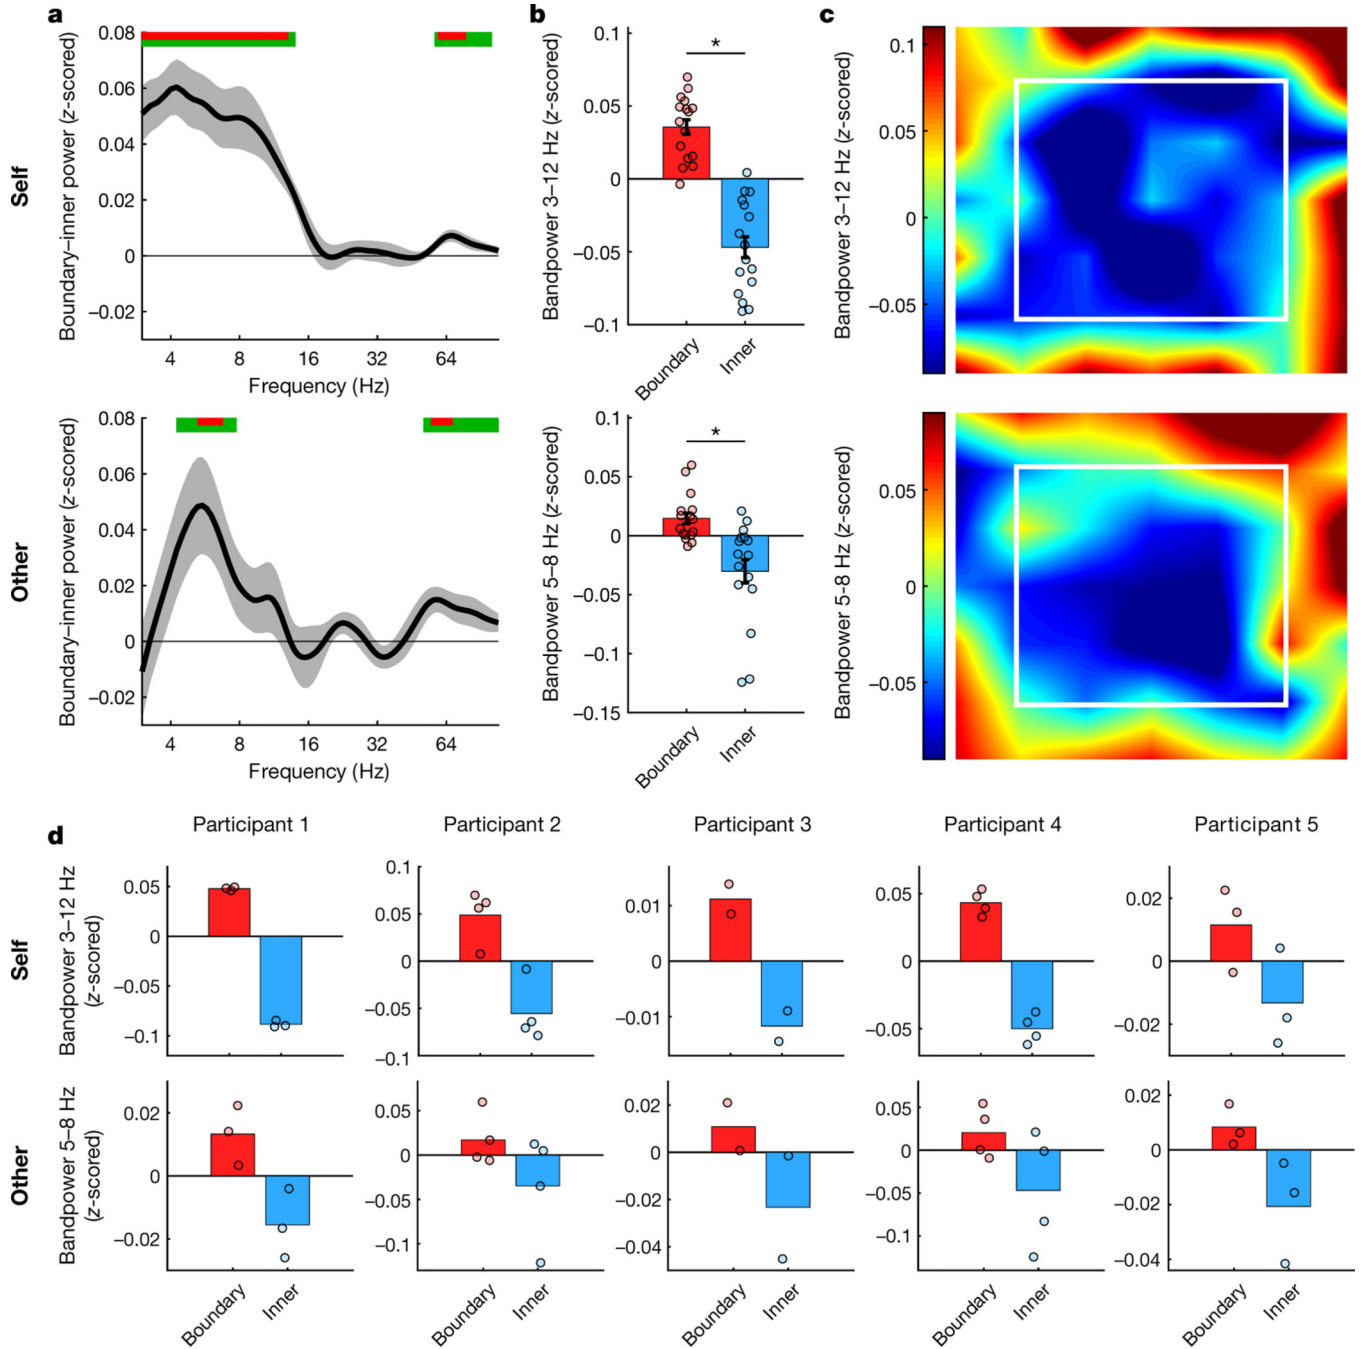 a
b
c
Self
Boundary–inner power (z-scored)
0.08
0.06
0.04
0.02
0
−0.02
4 8 16 32 64
Frequency (Hz)
Bandpower 3–12 Hz (z-scored)
0.1
0.05
0
−0.05
−0.1
*
Boundary
Inner
Bandpower 3–12 Hz (z-scored)
0.1
0.05
0
−0.05
Other
Boundary–inner power (z-scored)
0.08
0.06
0.04
0.02
0
−0.02
4 8 16 32 64
Frequency (Hz)
Bandpower 5–8 Hz (z-scored)
0.1
0.05
0
−0.05
−0.1
−0.15
*
Boundary
Inner
Bandpower 5-8 Hz (z-scored)
0.05
0
−0.05
d
Participant 1
Participant 2
Participant 3
Participant 4
Participant 5
Self
Bandpower 3–12 Hz
(z-scored)
0.05
0
−0.05
−0.1
0.1
0.05
0
−0.05
−0.1
0.01
0
−0.01
0.05
0
−0.05
0.02
0
−0.02
Other
Bandpower 5–8 Hz
(z-scored)
0.02
0
−0.02
0.05
0
−0.05
−0.1
0.02
0
−0.02
−0.04
0.05
0
−0.05
−0.1
0.02
0
−0.02
−0.04
Boundary
Inner
Boundary
Inner
Boundary
Inner
Boundary
Inner
Boundary
Inner